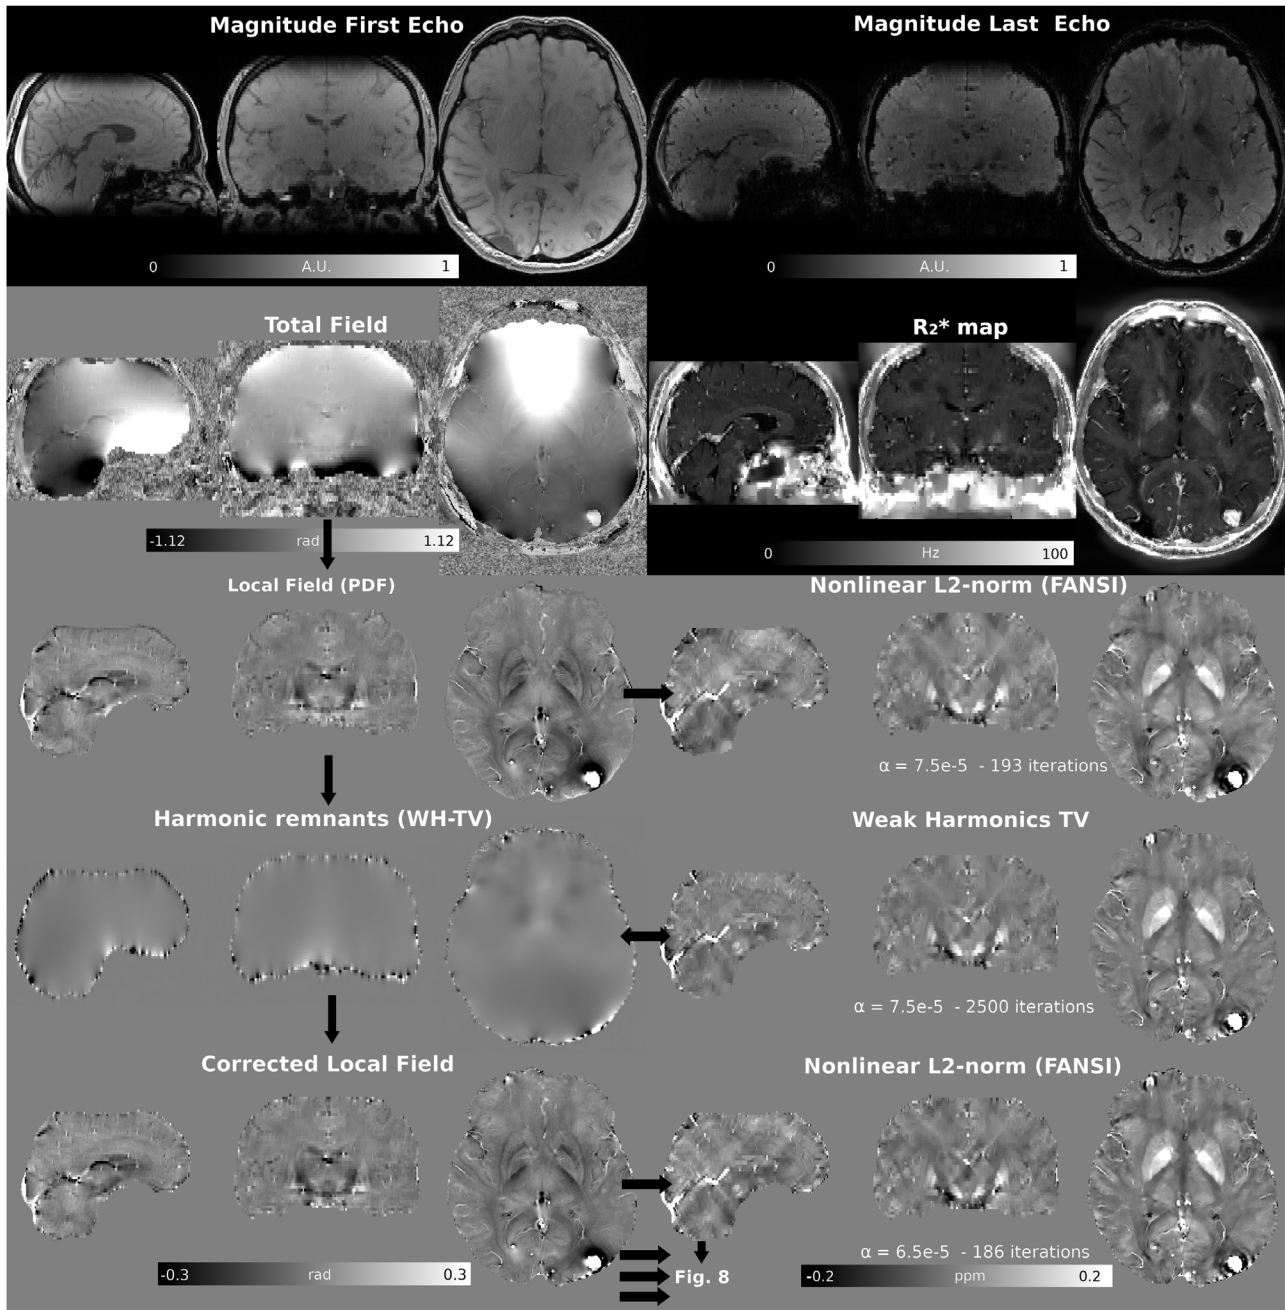 Magnitude First Echo
Magnitude Last Echo
0 A.U. 1
0 A.U. 1
Total Field
R₂* map
-1.12 rad 1.12
0 Hz 100
Local Field (PDF)
Nonlinear L2-norm (FANSI)
α = 7.5e-5 - 193 iterations
Harmonic remnants (WH-TV)
Weak Harmonics TV
α = 7.5e-5 - 2500 iterations
Corrected Local Field
Nonlinear L2-norm (FANSI)
α = 6.5e-5 - 186 iterations
-0.3 rad 0.3
Fig. 8
-0.2 ppm 0.2